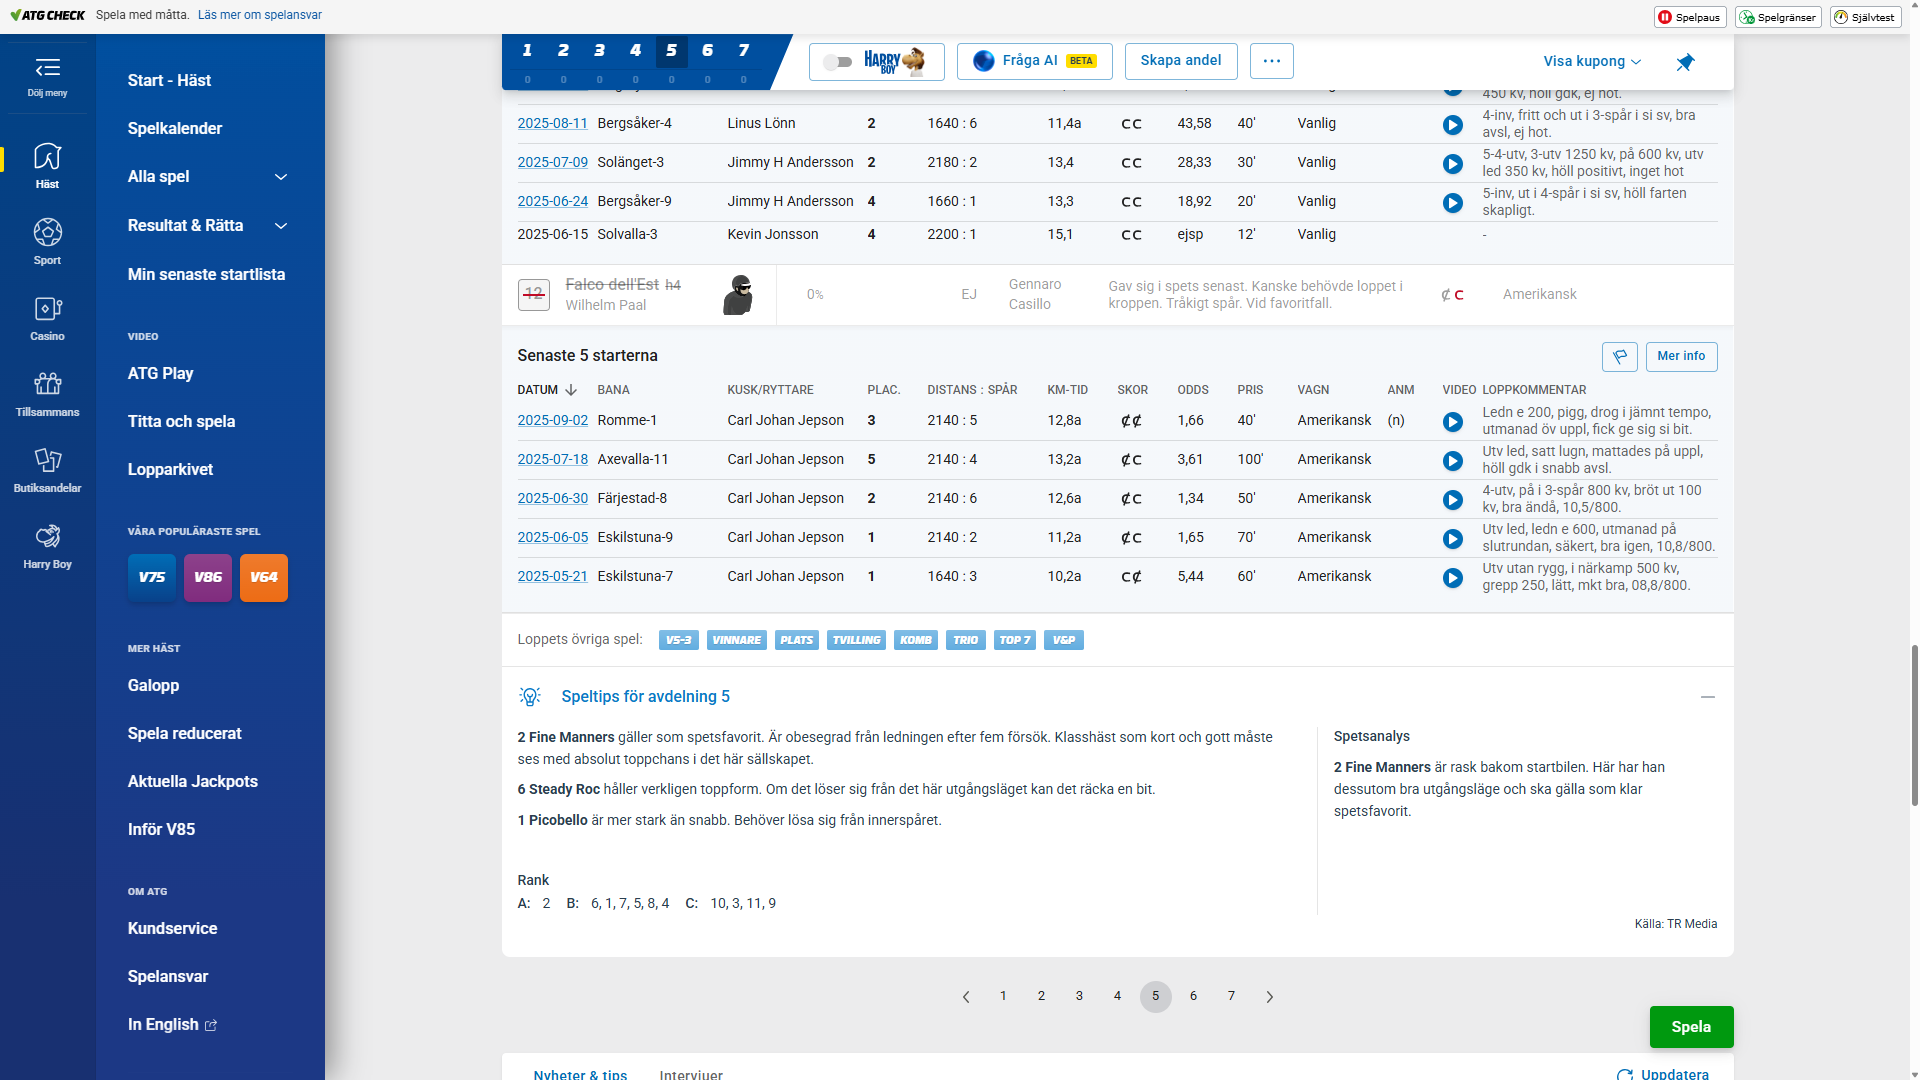 ATG CHECK Spela med måtta. Läs mer om spelansvar
Spelpaus Spelgränser Självtest
Dölj meny
Häst
Sport
Casino
Tillsammans
Butiksandelar
Harry Boy
Start - Häst
Spelkalender
Alla spel
Resultat & Rätta
Min senaste startlista
VIDEO
ATG Play
Titta och spela
Lopparkivet
VÅRA POPULÄRASTE SPEL
V75 V86 V64
MER HÄST
Galopp
Spela reducerat
Aktuella Jackpots
Inför V85
OM ATG
Kundservice
Spelansvar
In English
1 2 3 4 5 6 7
0 0 0 0 0 0 0
HARRY BOY Fråga AI BETA Skapa andel ... Visa kupong
450 kv, höll gdk, ej hot.
2025-08-11 Bergsåker-4 Linus Lönn 2 1640 : 6 11,4a C C 43,58 40' Vanlig 4-inv, fritt och ut i 3-spår i si sv, bra
avsl, ej hot.
2025-07-09 Solänget-3 Jimmy H Andersson 2 2180 : 2 13,4 C C 28,33 30' Vanlig 5-4-utv, 3-utv 1250 kv, på 600 kv, utv
led 350 kv, höll positivt, inget hot
2025-06-24 Bergsåker-9 Jimmy H Andersson 4 1660 : 1 13,3 C C 18,92 20' Vanlig 5-inv, ut i 4-spår i si sv, höll farten
skapligt.
2025-06-15 Solvalla-3 Kevin Jonsson 4 2200 : 1 15,1 C C ejsp 12' Vanlig -
12 Falco dell'Est h4 0% EJ Gennaro Gav sig i spets senast. Kanske behövde loppet i ₵ C Amerikansk
Wilhelm Paal Casillo kroppen. Tråkigt spår. Vid favoritfall.
Senaste 5 starterna Mer info
DATUM BANA KUSK/RYTTARE PLAC. DISTANS : SPÅR KM-TID SKOR ODDS PRIS VAGN ANM VIDEO LOPPKOMMENTAR
2025-09-02 Romme-1 Carl Johan Jepson 3 2140 : 5 12,8a ₵ ₵ 1,66 40' Amerikansk (n) Ledn e 200, pigg, drog i jämnt tempo,
utmanad öv uppl, fick ge sig si bit.
2025-07-18 Axevalla-11 Carl Johan Jepson 5 2140 : 4 13,2a ₵ C 3,61 100' Amerikansk Utv led, satt lugn, mattades på uppl,
höll gdk i snabb avsl.
2025-06-30 Färjestad-8 Carl Johan Jepson 2 2140 : 6 12,6a ₵ C 1,34 50' Amerikansk 4-utv, på i 3-spår 800 kv, bröt ut 100
kv, bra ändå, 10,5/800.
2025-06-05 Eskilstuna-9 Carl Johan Jepson 1 2140 : 2 11,2a ₵ C 1,65 70' Amerikansk Utv led, ledn e 600, utmanad på
slutrundan, säkert, bra igen, 10,8/800.
2025-05-21 Eskilstuna-7 Carl Johan Jepson 1 1640 : 3 10,2a C ₵ 5,44 60' Amerikansk Utv utan rygg, i närkamp 500 kv,
grepp 250, lätt, mkt bra, 08,8/800.
Loppets övriga spel: V5-3 VINNARE PLATS TVILLING KOMB TRIO TOP 7 V&P
Speltips för avdelning 5
2 Fine Manners gäller som spetsfavorit. Är obesegrad från ledningen efter fem försök. Klasshäst som kort och gott måste
ses med absolut toppchans i det här sällskapet.
6 Steady Roc håller verkligen toppform. Om det löser sig från det här utgångsläget kan det räcka en bit.
1 Picobello är mer stark än snabb. Behöver lösa sig från innerspåret.
Rank
A: 2 B: 6, 1, 7, 5, 8, 4 C: 10, 3, 11, 9
Spetsanalys
2 Fine Manners är rask bakom startbilen. Här har han
dessutom bra utgångsläge och ska gälla som klar
spetsfavorit.
Källa: TR Media
1 2 3 4 5 6 7
Spela
Nyheter & tips Intervjuer Uppdatera